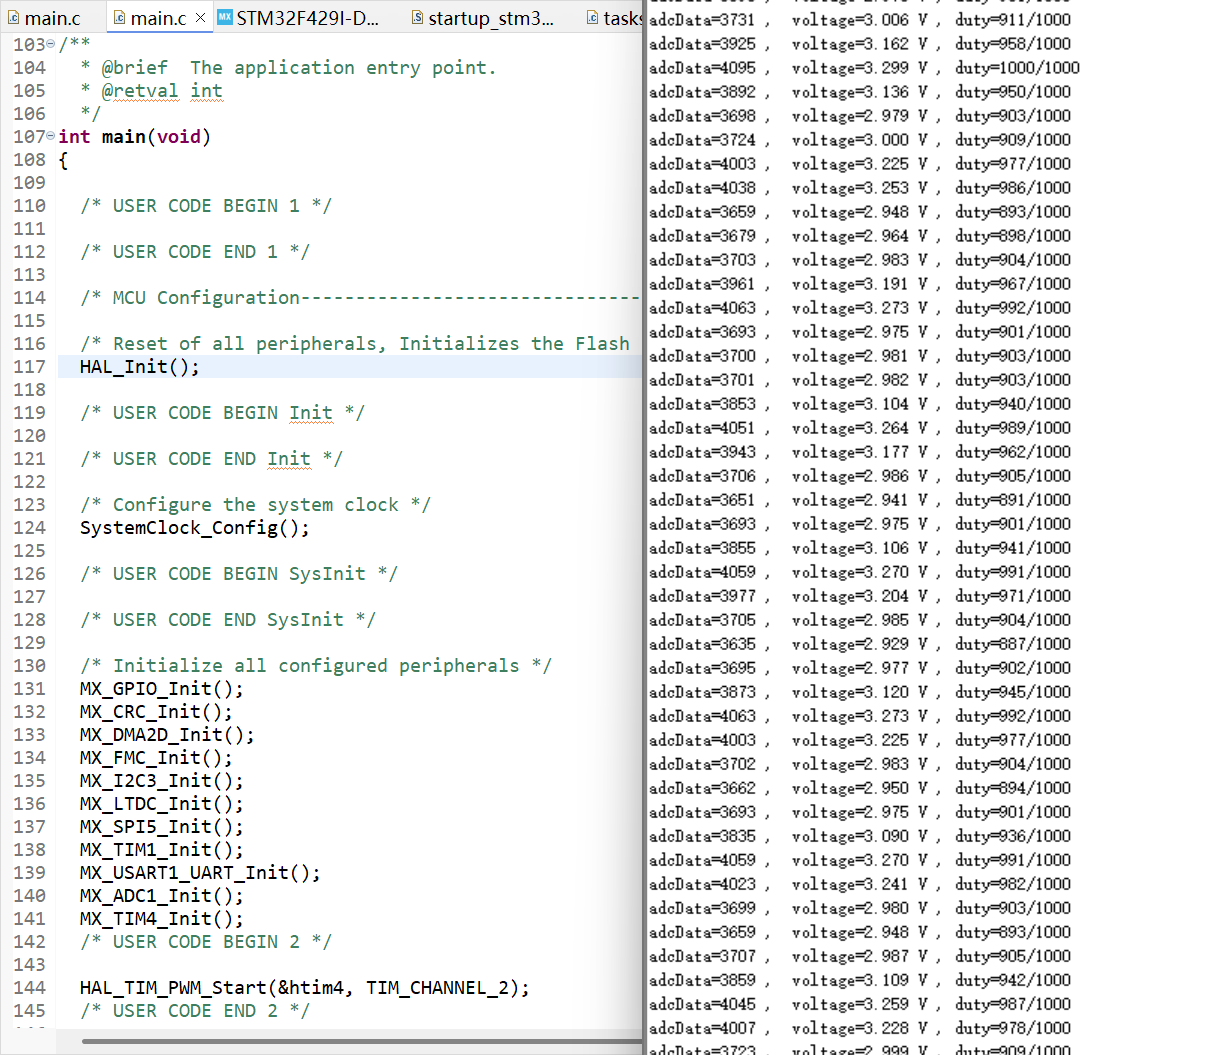 main.c
main.c
MX STM32F429I-D...
startup_stm3...
tasks
103 /**
104 * @brief The application entry point.
105 * @retval int
106 */
107 int main(void)
108 {
109
110 /* USER CODE BEGIN 1 */
111
112 /* USER CODE END 1 */
113
114 /* MCU Configuration-------------------------------
115
116 /* Reset of all peripherals, Initializes the Flash
117 HAL_Init();
118
119 /* USER CODE BEGIN Init */
120
121 /* USER CODE END Init */
122
123 /* Configure the system clock */
124 SystemClock_Config();
125
126 /* USER CODE BEGIN SysInit */
127
128 /* USER CODE END SysInit */
129
130 /* Initialize all configured peripherals */
131 MX_GPIO_Init();
132 MX_CRC_Init();
133 MX_DMA2D_Init();
134 MX_FMC_Init();
135 MX_I2C3_Init();
136 MX_LTDC_Init();
137 MX_SPI5_Init();
138 MX_TIM1_Init();
139 MX_USART1_UART_Init();
140 MX_ADC1_Init();
141 MX_TIM4_Init();
142 /* USER CODE BEGIN 2 */
143
144 HAL_TIM_PWM_Start(&htim4, TIM_CHANNEL_2);
145 /* USER CODE END 2 */
adcData=3731 , voltage=3.006 V , duty=911/1000
adcData=3925 , voltage=3.162 V , duty=958/1000
adcData=4095 , voltage=3.299 V , duty=1000/1000
adcData=3892 , voltage=3.136 V , duty=950/1000
adcData=3698 , voltage=2.979 V , duty=903/1000
adcData=3724 , voltage=3.000 V , duty=909/1000
adcData=4003 , voltage=3.225 V , duty=977/1000
adcData=4038 , voltage=3.253 V , duty=986/1000
adcData=3659 , voltage=2.948 V , duty=893/1000
adcData=3679 , voltage=2.964 V , duty=898/1000
adcData=3703 , voltage=2.983 V , duty=904/1000
adcData=3961 , voltage=3.191 V , duty=967/1000
adcData=4063 , voltage=3.273 V , duty=992/1000
adcData=3693 , voltage=2.975 V , duty=901/1000
adcData=3700 , voltage=2.981 V , duty=903/1000
adcData=3701 , voltage=2.982 V , duty=903/1000
adcData=3853 , voltage=3.104 V , duty=940/1000
adcData=4051 , voltage=3.264 V , duty=989/1000
adcData=3943 , voltage=3.177 V , duty=962/1000
adcData=3706 , voltage=2.986 V , duty=905/1000
adcData=3651 , voltage=2.941 V , duty=891/1000
adcData=3693 , voltage=2.975 V , duty=901/1000
adcData=3855 , voltage=3.106 V , duty=941/1000
adcData=4059 , voltage=3.270 V , duty=991/1000
adcData=3977 , voltage=3.204 V , duty=971/1000
adcData=3705 , voltage=2.985 V , duty=904/1000
adcData=3635 , voltage=2.929 V , duty=887/1000
adcData=3695 , voltage=2.977 V , duty=902/1000
adcData=3873 , voltage=3.120 V , duty=945/1000
adcData=4063 , voltage=3.273 V , duty=992/1000
adcData=4003 , voltage=3.225 V , duty=977/1000
adcData=3702 , voltage=2.983 V , duty=904/1000
adcData=3662 , voltage=2.950 V , duty=894/1000
adcData=3693 , voltage=2.975 V , duty=901/1000
adcData=3835 , voltage=3.090 V , duty=936/1000
adcData=4059 , voltage=3.270 V , duty=991/1000
adcData=4023 , voltage=3.241 V , duty=982/1000
adcData=3699 , voltage=2.980 V , duty=903/1000
adcData=3659 , voltage=2.948 V , duty=893/1000
adcData=3707 , voltage=2.987 V , duty=905/1000
adcData=3859 , voltage=3.109 V , duty=942/1000
adcData=4045 , voltage=3.259 V , duty=987/1000
adcData=4007 , voltage=3.228 V , duty=978/1000
adcData=3723 , voltage=2.999 V , duty=909/1000